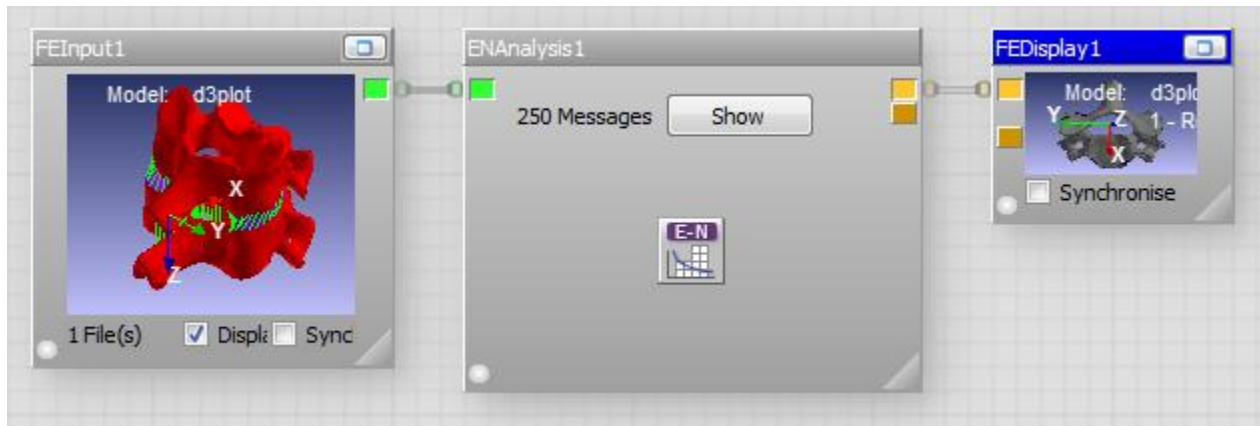 FEInput1
Model: d3plot
X
Y
Z
1 File(s) Displa Sync
ENAnalysis1
250 Messages Show
E-N
FEDisplay1
Model: d3plo
Y Z 1 - R
X
Synchronise